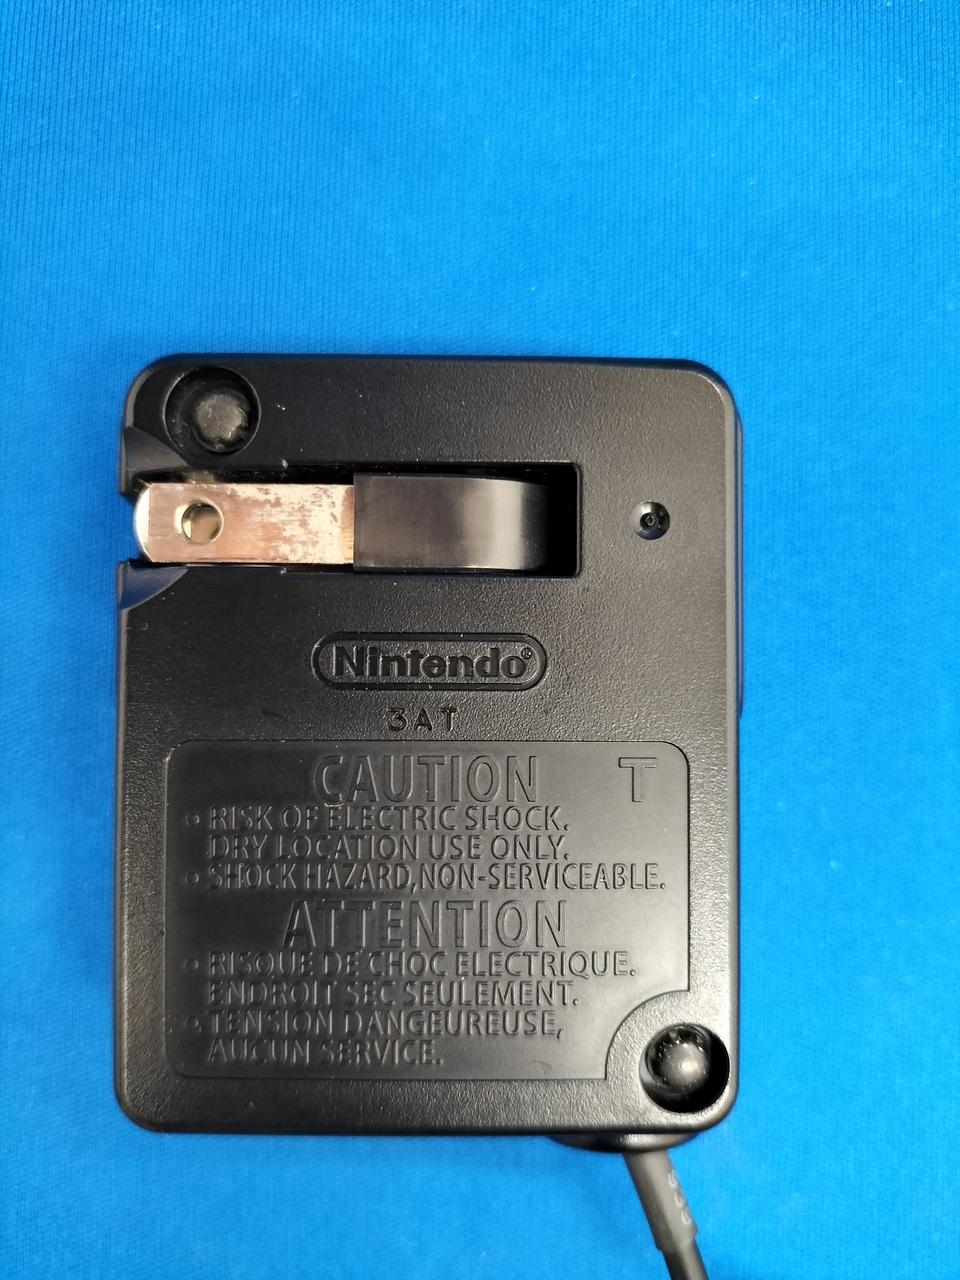 Nintendo®
3AT
CAUTION T
• RISK OF ELECTRIC SHOCK.
DRY LOCATION USE ONLY.
• SHOCK HAZARD, NON-SERVICEABLE.
ATTENTION
• RISQUE DE CHOC ELECTRIQUE.
ENDROIT SEC SEULEMENT.
• TENSION DANGEUREUSE,
AUCUN SERVICE.